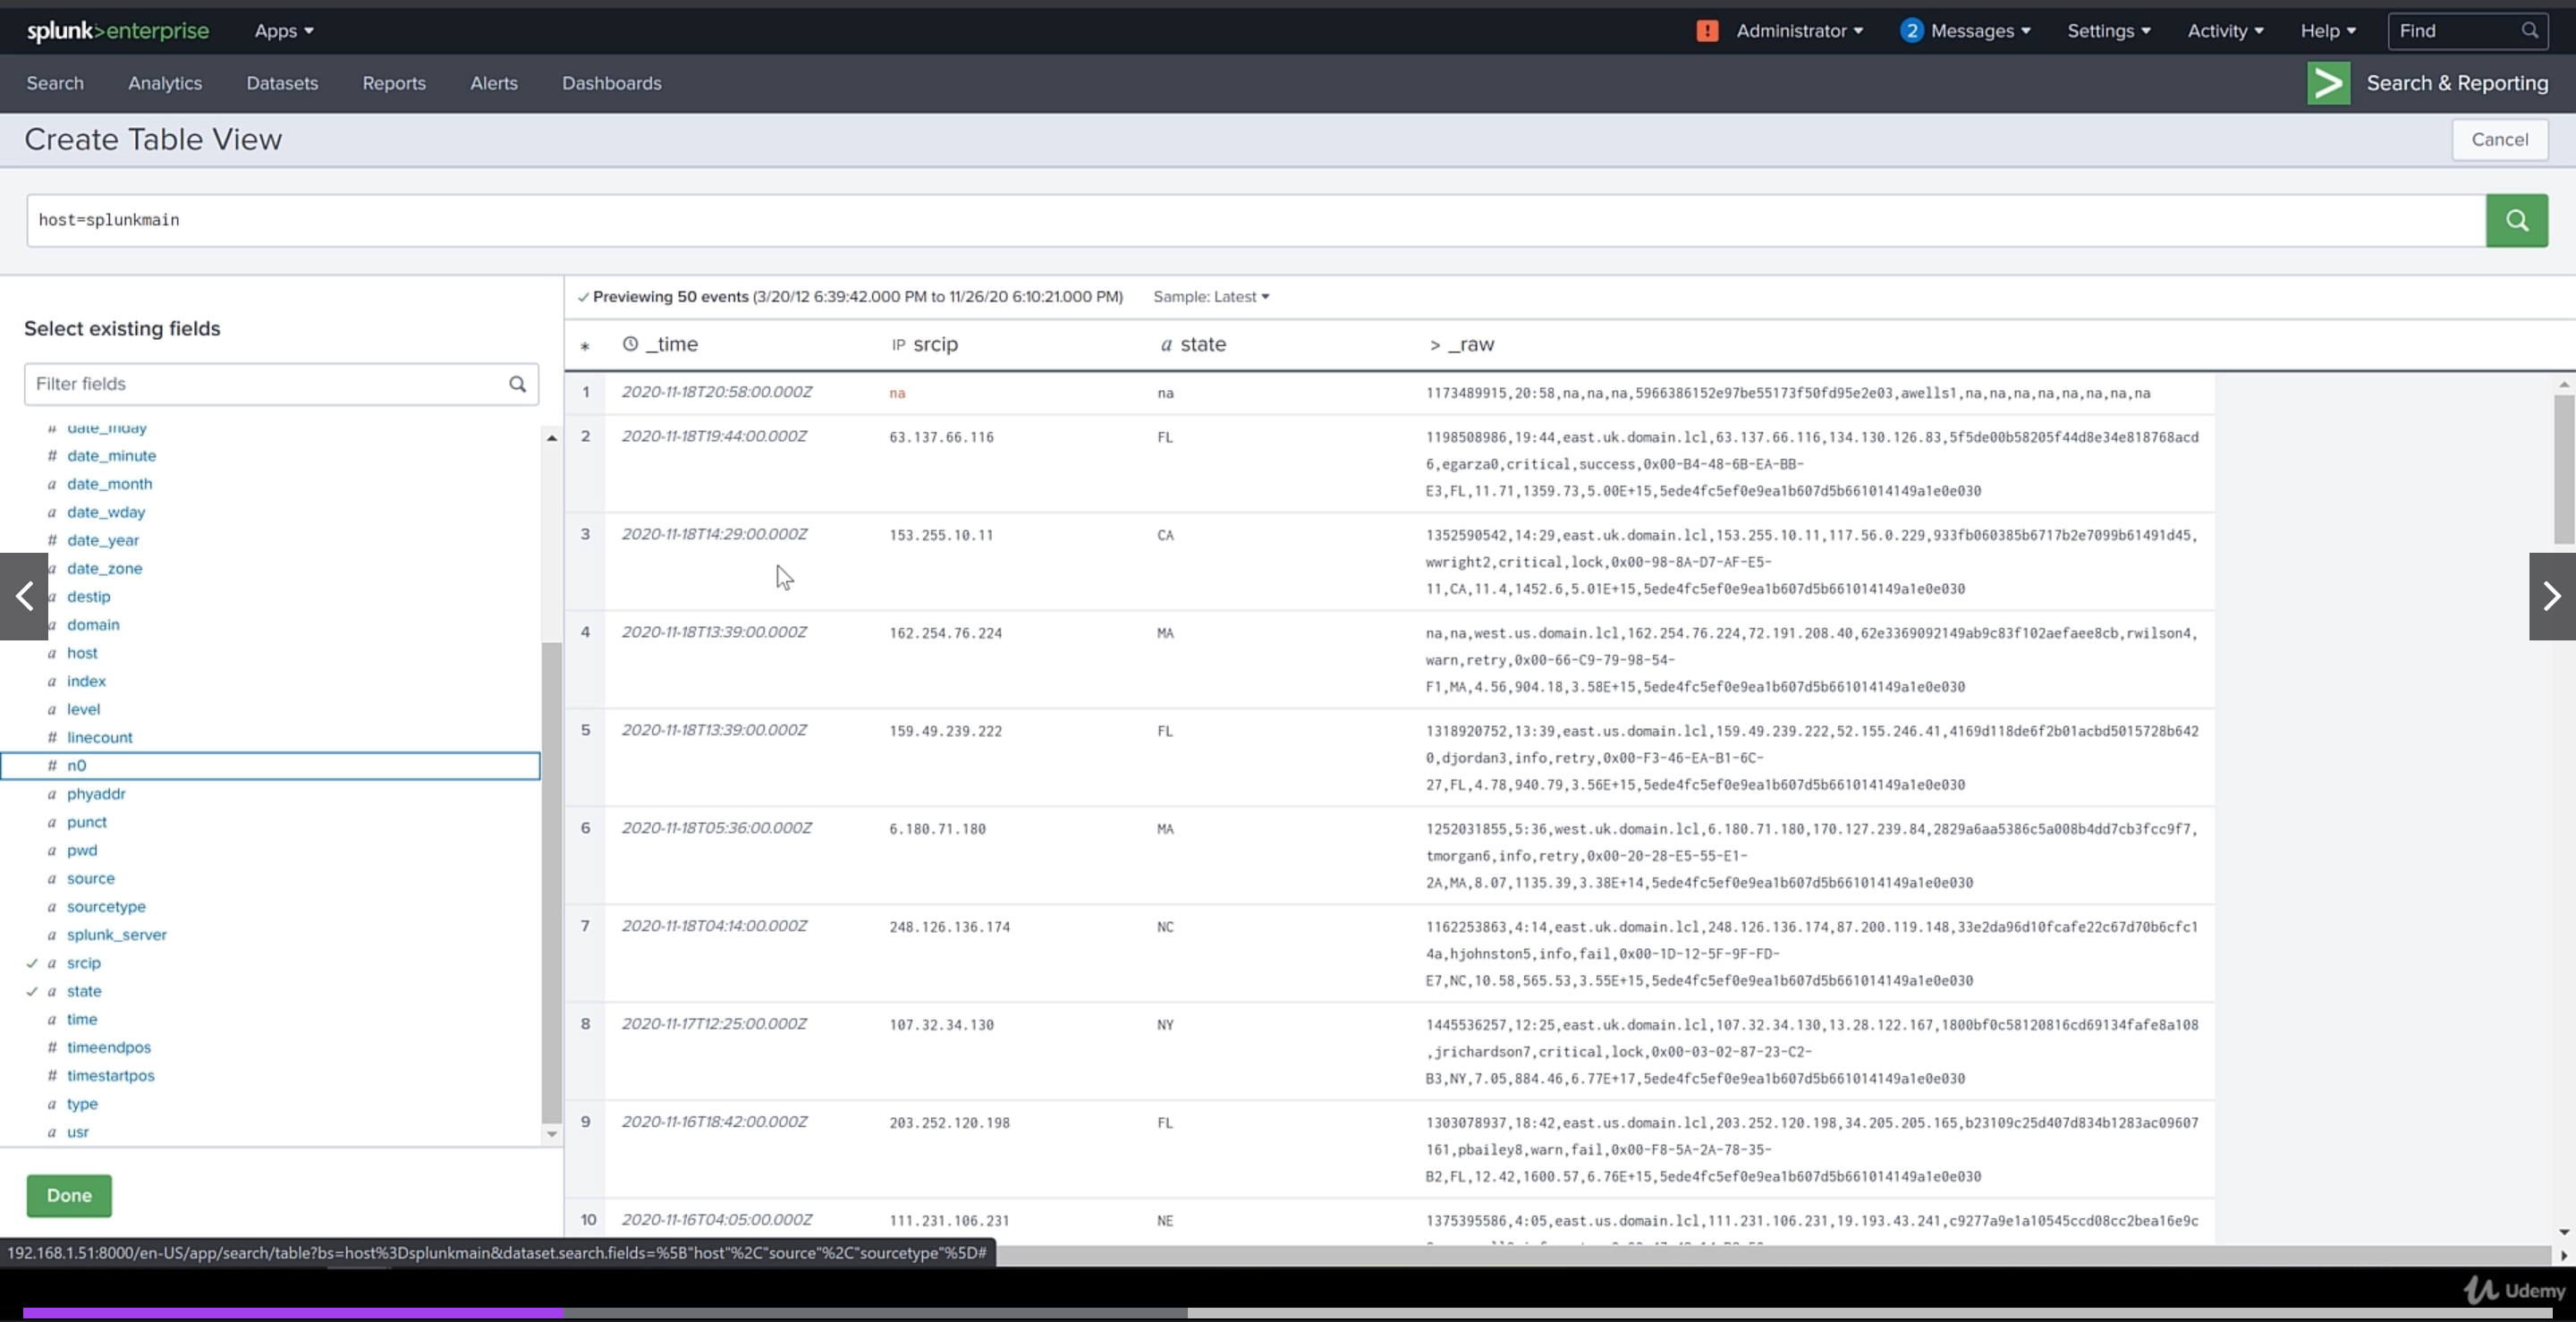 splunk>enterprise Apps ! Administrator 2 Messages Settings Activity Help Find
Search Analytics Datasets Reports Alerts Dashboards > Search & Reporting
Create Table View Cancel
host=splunkmain
✓ Previewing 50 events (3/20/12 6:39:42.000 PM to 11/26/20 6:10:21.000 PM) Sample: Latest
Select existing fields
Filter fields
# date_mday
# date_minute
a date_month
a date_wday
# date_year
a date_zone
a destip
a domain
a host
a index
a level
# linecount
# n0
a phyaddr
a punct
a pwd
a source
a sourcetype
a splunk_server
✓ a srcip
✓ a state
a time
# timeendpos
# timestartpos
a type
a usr
Done
* _time IP srcip a state > _raw
1 2020-11-18T20:58:00.000Z na na 1173489915,20:58,na,na,na,5966386152e97be55173f50fd95e2e03,awells1,na,na,na,na,na,na,na,na
2 2020-11-18T19:44:00.000Z 63.137.66.116 FL 1198508986,19:44,east.uk.domain.lcl,63.137.66.116,134.130.126.83,5f5de00b58205f44d8e34e818768acd
6,egarza0,critical,success,0x00-B4-48-6B-EA-BB-
E3,FL,11.71,1359.73,5.00E+15,5ede4fc5ef0e9ea1b607d5b661014149a1e0e030
3 2020-11-18T14:29:00.000Z 153.255.10.11 CA 1352590542,14:29,east.uk.domain.lcl,153.255.10.11,117.56.0.229,933fb060385b6717b2e7099b61491d45,
wwright2,critical,lock,0x00-98-8A-D7-AF-E5-
11,CA,11.4,1452.6,5.01E+15,5ede4fc5ef0e9ea1b607d5b661014149a1e0e030
4 2020-11-18T13:39:00.000Z 162.254.76.224 MA na,na,west.us.domain.lcl,162.254.76.224,72.191.208.40,62e3369092149ab9c83f102aefaee8cb,rwilson4,
warn,retry,0x00-66-C9-79-98-54-
F1,MA,4.56,904.18,3.58E+15,5ede4fc5ef0e9ea1b607d5b661014149a1e0e030
5 2020-11-18T13:39:00.000Z 159.49.239.222 FL 1318920752,13:39,east.us.domain.lcl,159.49.239.222,52.155.246.41,4169d118de6f2b01acbd5015728b642
0,djordan3,info,retry,0x00-F3-46-EA-B1-6C-
27,FL,4.78,940.79,3.56E+15,5ede4fc5ef0e9ea1b607d5b661014149a1e0e030
6 2020-11-18T05:36:00.000Z 6.180.71.180 MA 1252031855,5:36,west.uk.domain.lcl,6.180.71.180,170.127.239.84,2829a6aa5386c5a008b4dd7cb3fcc9f7,
tmorgan6,info,retry,0x00-20-28-E5-55-E1-
2A,MA,8.07,1135.39,3.38E+14,5ede4fc5ef0e9ea1b607d5b661014149a1e0e030
7 2020-11-18T04:14:00.000Z 248.126.136.174 NC 1162253863,4:14,east.uk.domain.lcl,248.126.136.174,87.200.119.148,33e2da96d10fcafe22c67d70b6cfc1
4a,hjohnston5,info,fail,0x00-1D-12-5F-9F-FD-
E7,NC,10.58,565.53,3.55E+15,5ede4fc5ef0e9ea1b607d5b661014149a1e0e030
8 2020-11-17T12:25:00.000Z 107.32.34.130 NY 1445536257,12:25,east.uk.domain.lcl,107.32.34.130,13.28.122.167,1800bf0c58120816cd69134fafe8a108
,jrichardson7,critical,lock,0x00-03-02-87-23-C2-
B3,NY,7.05,884.46,6.77E+17,5ede4fc5ef0e9ea1b607d5b661014149a1e0e030
9 2020-11-16T18:42:00.000Z 203.252.120.198 FL 1303078937,18:42,east.us.domain.lcl,203.252.120.198,34.205.205.165,b23109c25d407d834b1283ac09607
161,pbailey8,warn,fail,0x00-F8-5A-2A-78-35-
B2,FL,12.42,1600.57,6.76E+15,5ede4fc5ef0e9ea1b607d5b661014149a1e0e030
10 2020-11-16T04:05:00.000Z 111.231.106.231 NE 1375395586,4:05,east.us.domain.lcl,111.231.106.231,19.193.43.241,c9277a9e1a10545ccd08cc2bea16e9c
192.168.1.51:8000/en-US/app/search/table?bs=host%3Dsplunkmain&dataset.search.fields=%5B"host"%2C"source"%2C"sourcetype"%5D#
Udemy